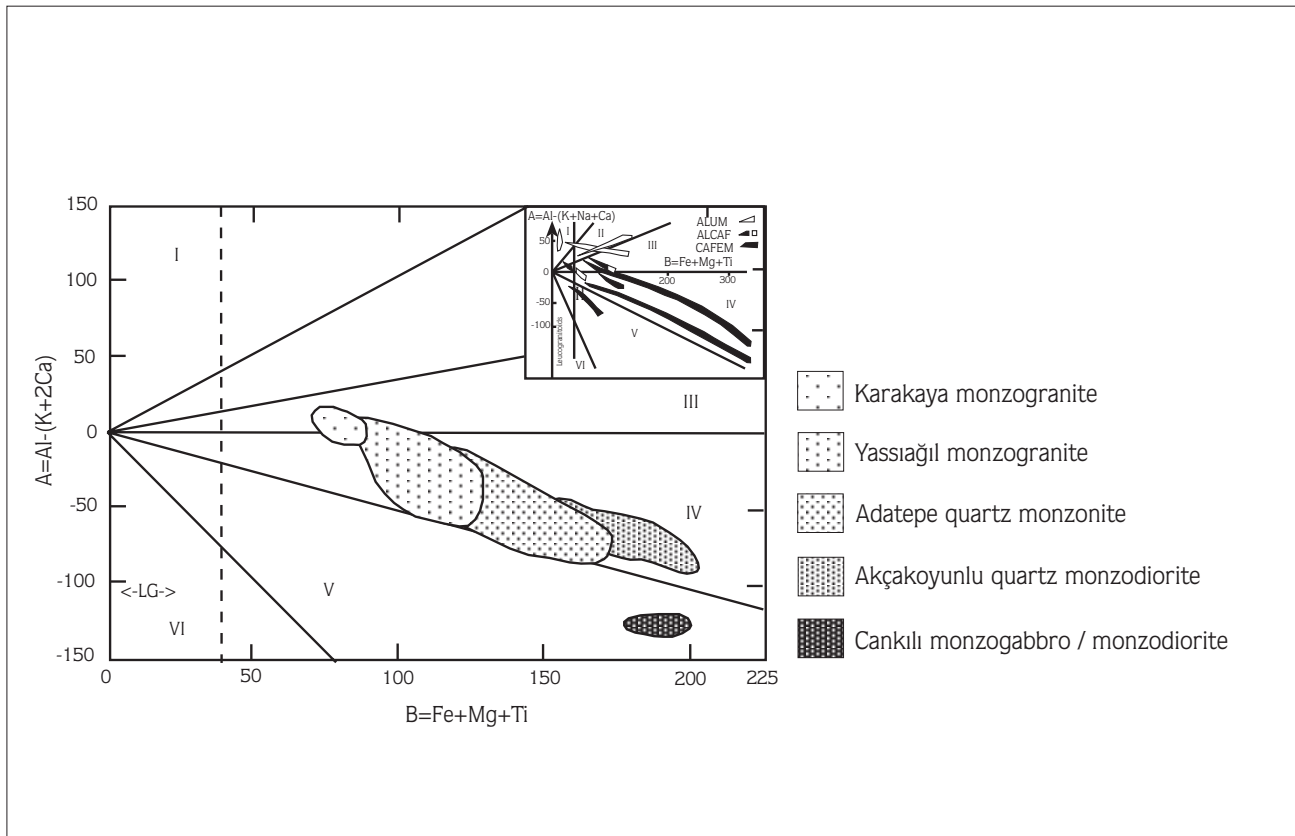 150
100
50
0
-50
-100
-150
A=Al-(K+2Ca)
I
III
IV
V
VI
<-LG->
0
50
100
150
200
225
B=Fe+Mg+Ti
A=Al-(K+Na+Ca)
ALUM
ALCAF
CAFEM
B=Fe+Mg+Ti
I
II
III
IV
V
VI
50
0
-50
-100
200
300
Leucogranitoids
Karakaya monzogranite
Yassıağıl monzogranite
Adatepe quartz monzonite
Akçakoyunlu quartz monzodiorite
Cankılı monzogabbro / monzodiorite